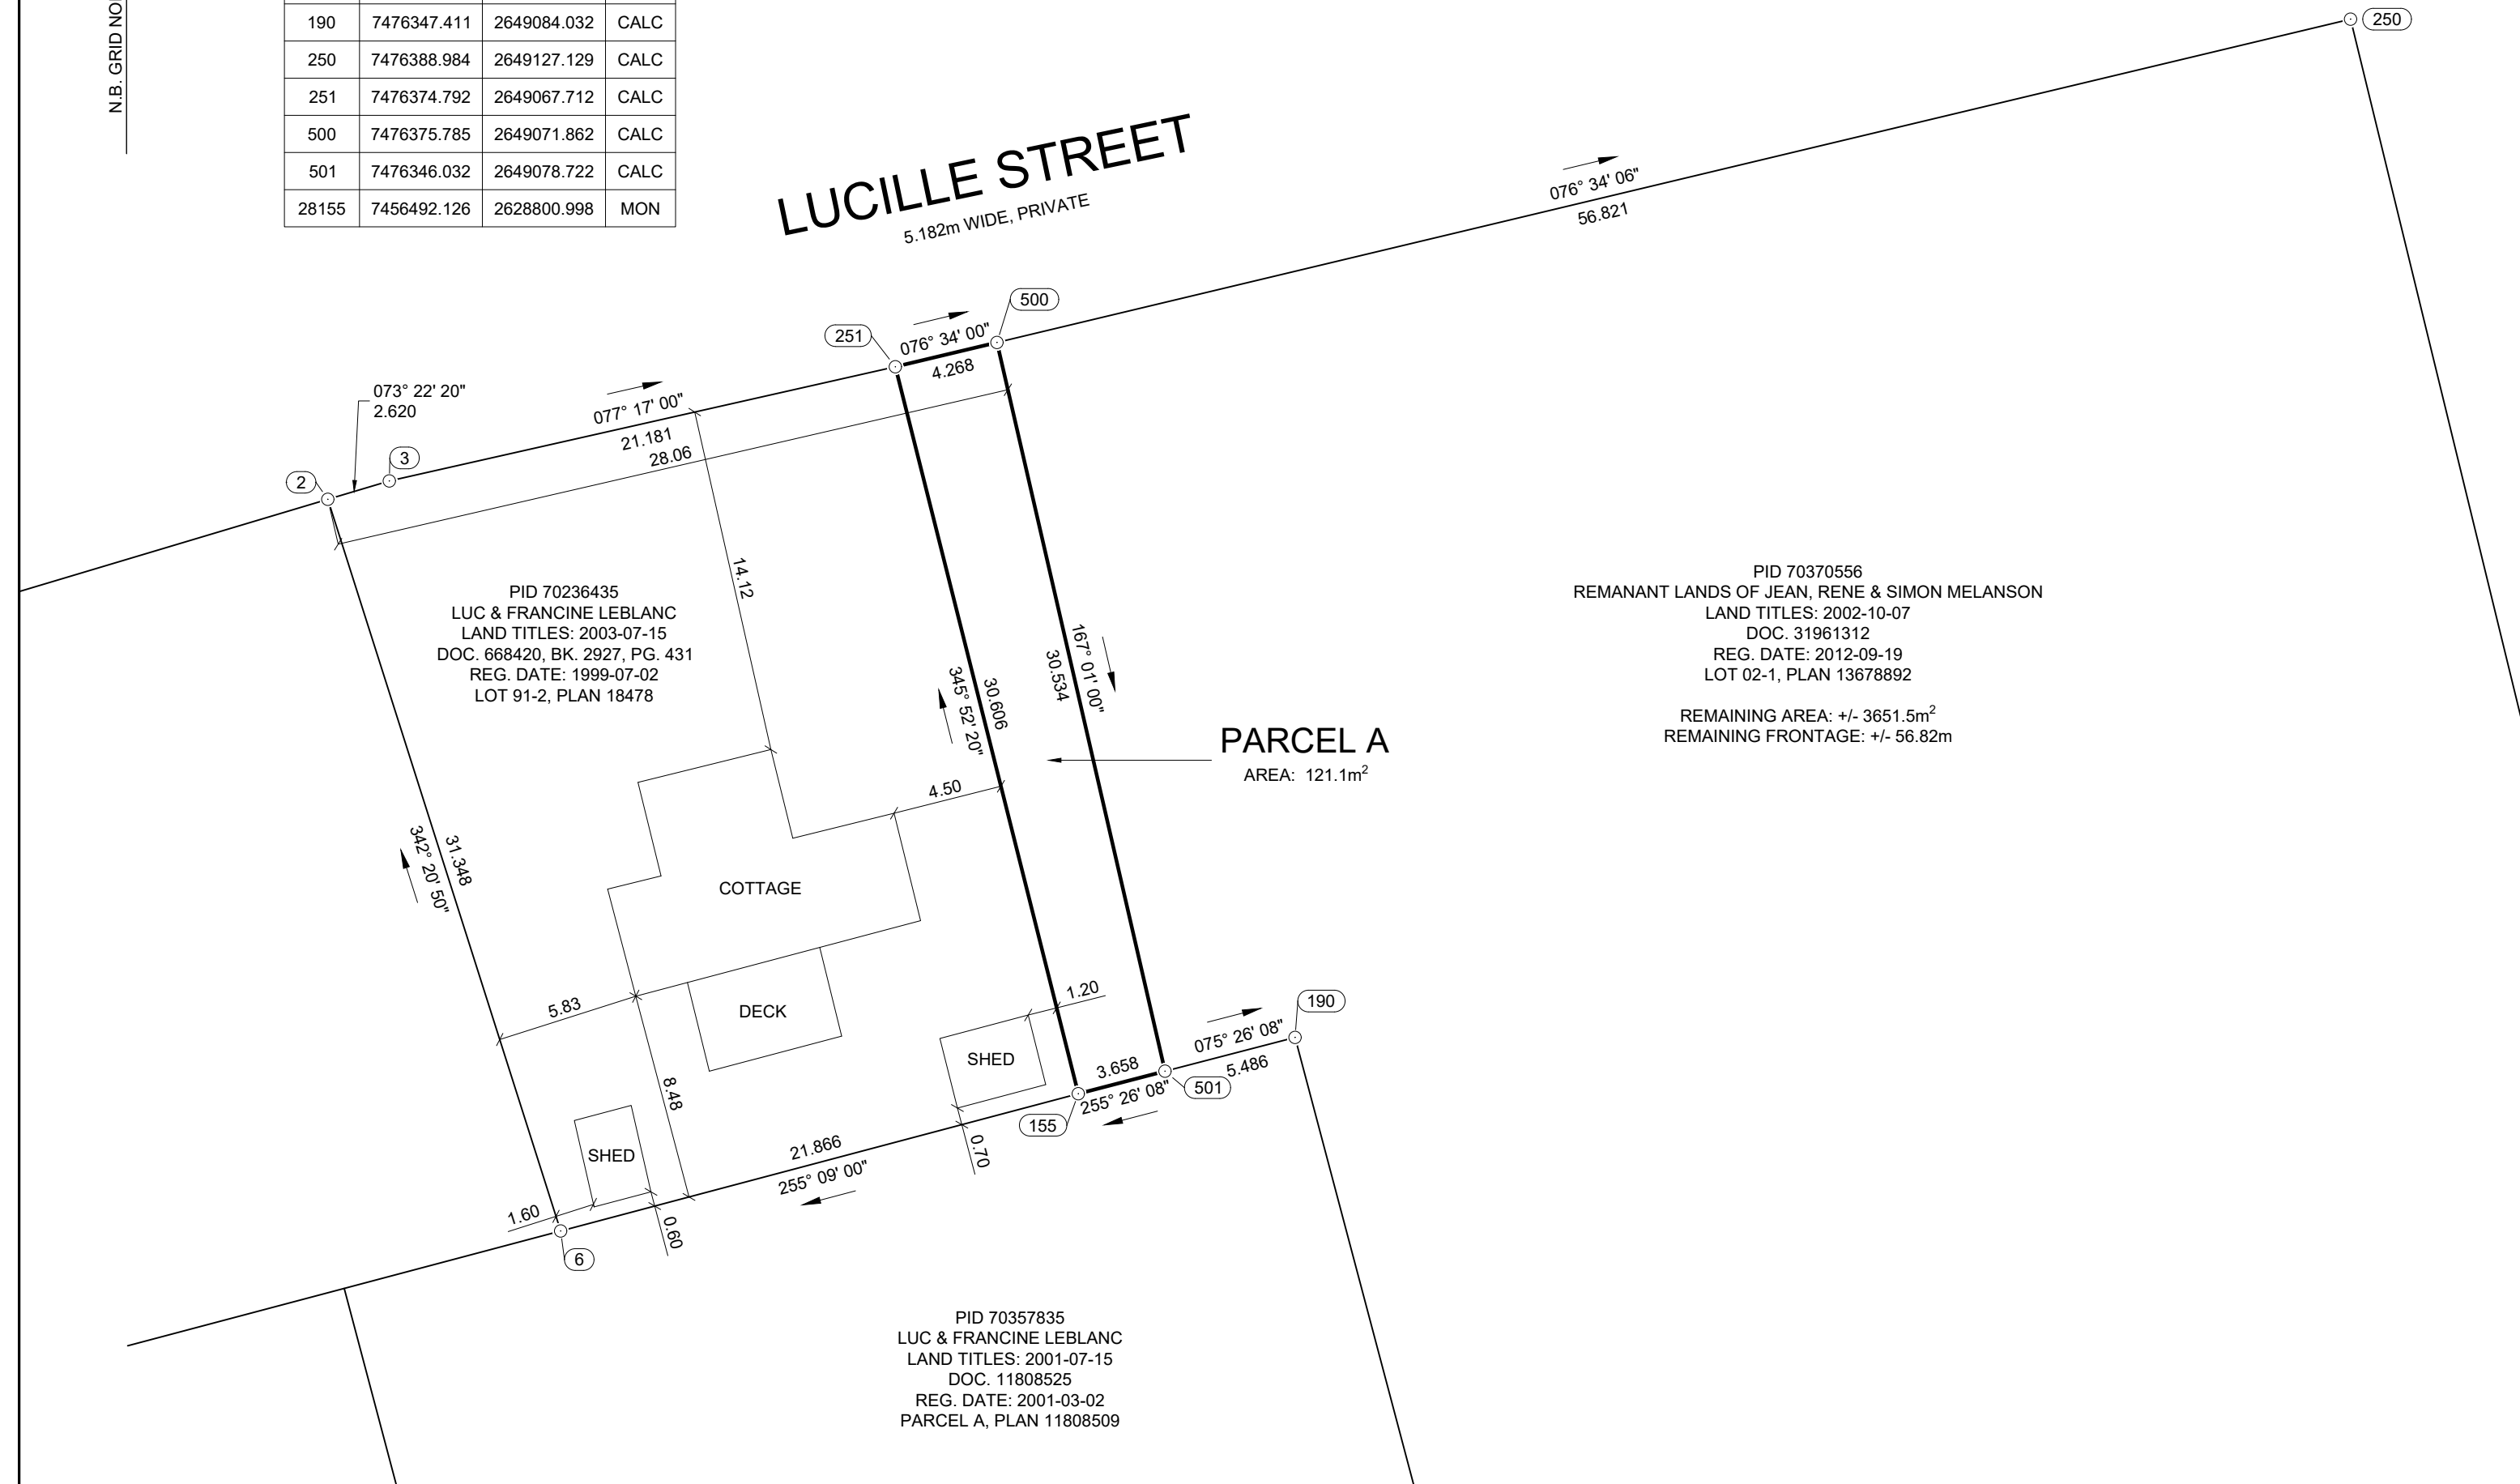 N.B. GRID NO
190 7476347.411 2649084.032 CALC
250 7476388.984 2649127.129 CALC
251 7476374.792 2649067.712 CALC
500 7476375.785 2649071.862 CALC
501 7476346.032 2649078.722 CALC
28155 7456492.126 2628800.998 MON
250
LUCILLE STREET
5.182m WIDE, PRIVATE
076° 34' 06"
56.821
500
251
076° 34' 00"
4.268
073° 22' 20"
2.620
077° 17' 00"
21.181
28.06
3
2
14.12
PID 70236435
LUC & FRANCINE LEBLANC
LAND TITLES: 2003-07-15
DOC. 668420, BK. 2927, PG. 431
REG. DATE: 1999-07-02
LOT 91-2, PLAN 18478
PID 70370556
REMANANT LANDS OF JEAN, RENE & SIMON MELANSON
LAND TITLES: 2002-10-07
DOC. 31961312
REG. DATE: 2012-09-19
LOT 02-1, PLAN 13678892
REMAINING AREA: +/- 3651.5m²
REMAINING FRONTAGE: +/- 56.82m
30.606
345° 52' 20"
167° 01' 00"
30.534
PARCEL A
AREA: 121.1m²
4.50
31.348
342° 20' 50"
COTTAGE
5.83
DECK
1.20
190
SHED
075° 26' 08"
5.486
3.658
255° 26' 08"
501
155
8.48
0.70
SHED
21.866
255° 09' 00"
1.60
0.60
6
PID 70357835
LUC & FRANCINE LEBLANC
LAND TITLES: 2001-07-15
DOC. 11808525
REG. DATE: 2001-03-02
PARCEL A, PLAN 11808509